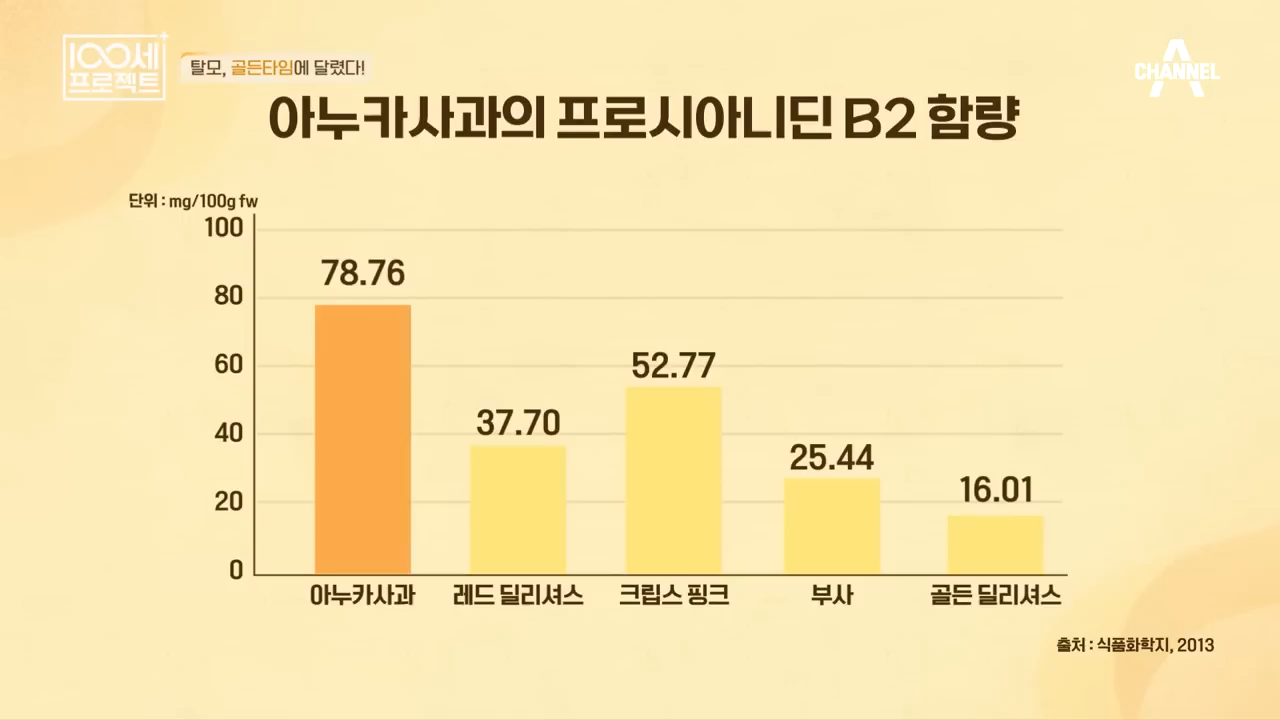 100세
프로젝트+
탈모, 골든타임에 달렸다!
CHANNEL A
아누카사과의 프로시아니딘 B2 함량
단위 : mg/100g fw
100
80
60
40
20
0
78.76
37.70
52.77
25.44
16.01
아누카사과
레드 딜리셔스
크립스 핑크
부사
골든 딜리셔스
출처 : 식품화학지, 2013